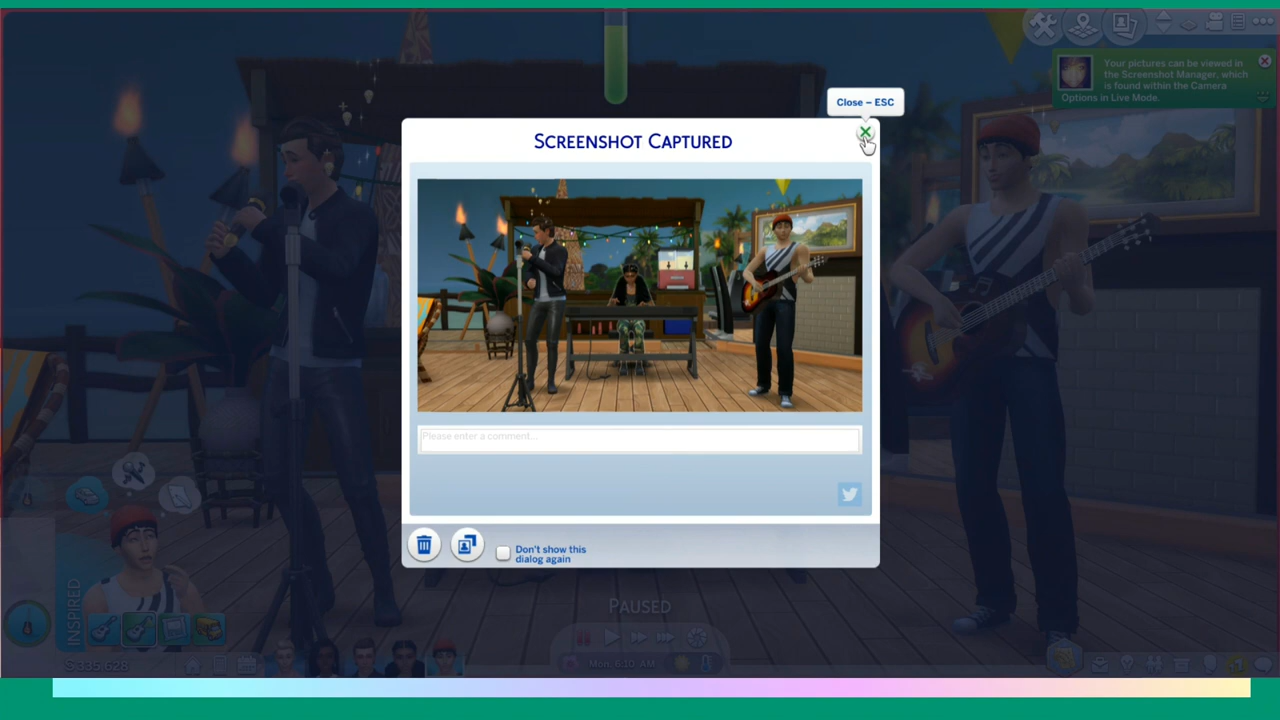 Your pictures can be viewed in
the Screenshot Manager, which
is found within the Camera
Options in Live Mode.
Close – ESC
SCREENSHOT CAPTURED
Please enter a comment...
Don't show this
dialog again
INSPIRED
PAUSED
§335,628
Mon. 6:10 AM
+1